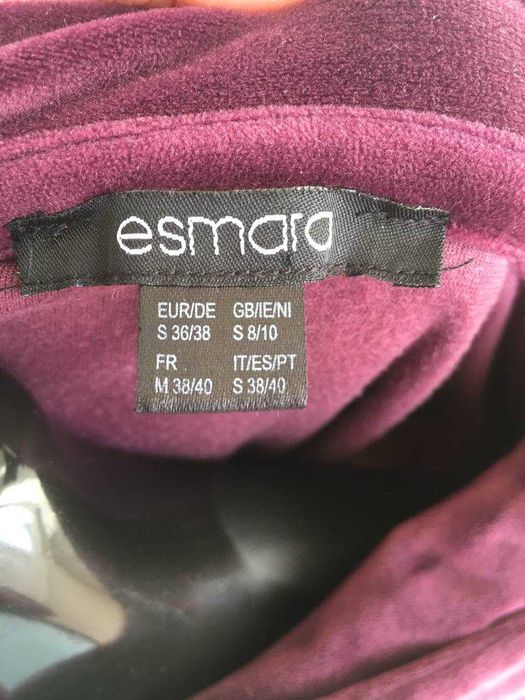 esmara
EUR/DE GB/IE/NI
S 36/38 S 8/10
FR IT/ES/PT
M 38/40 S 38/40